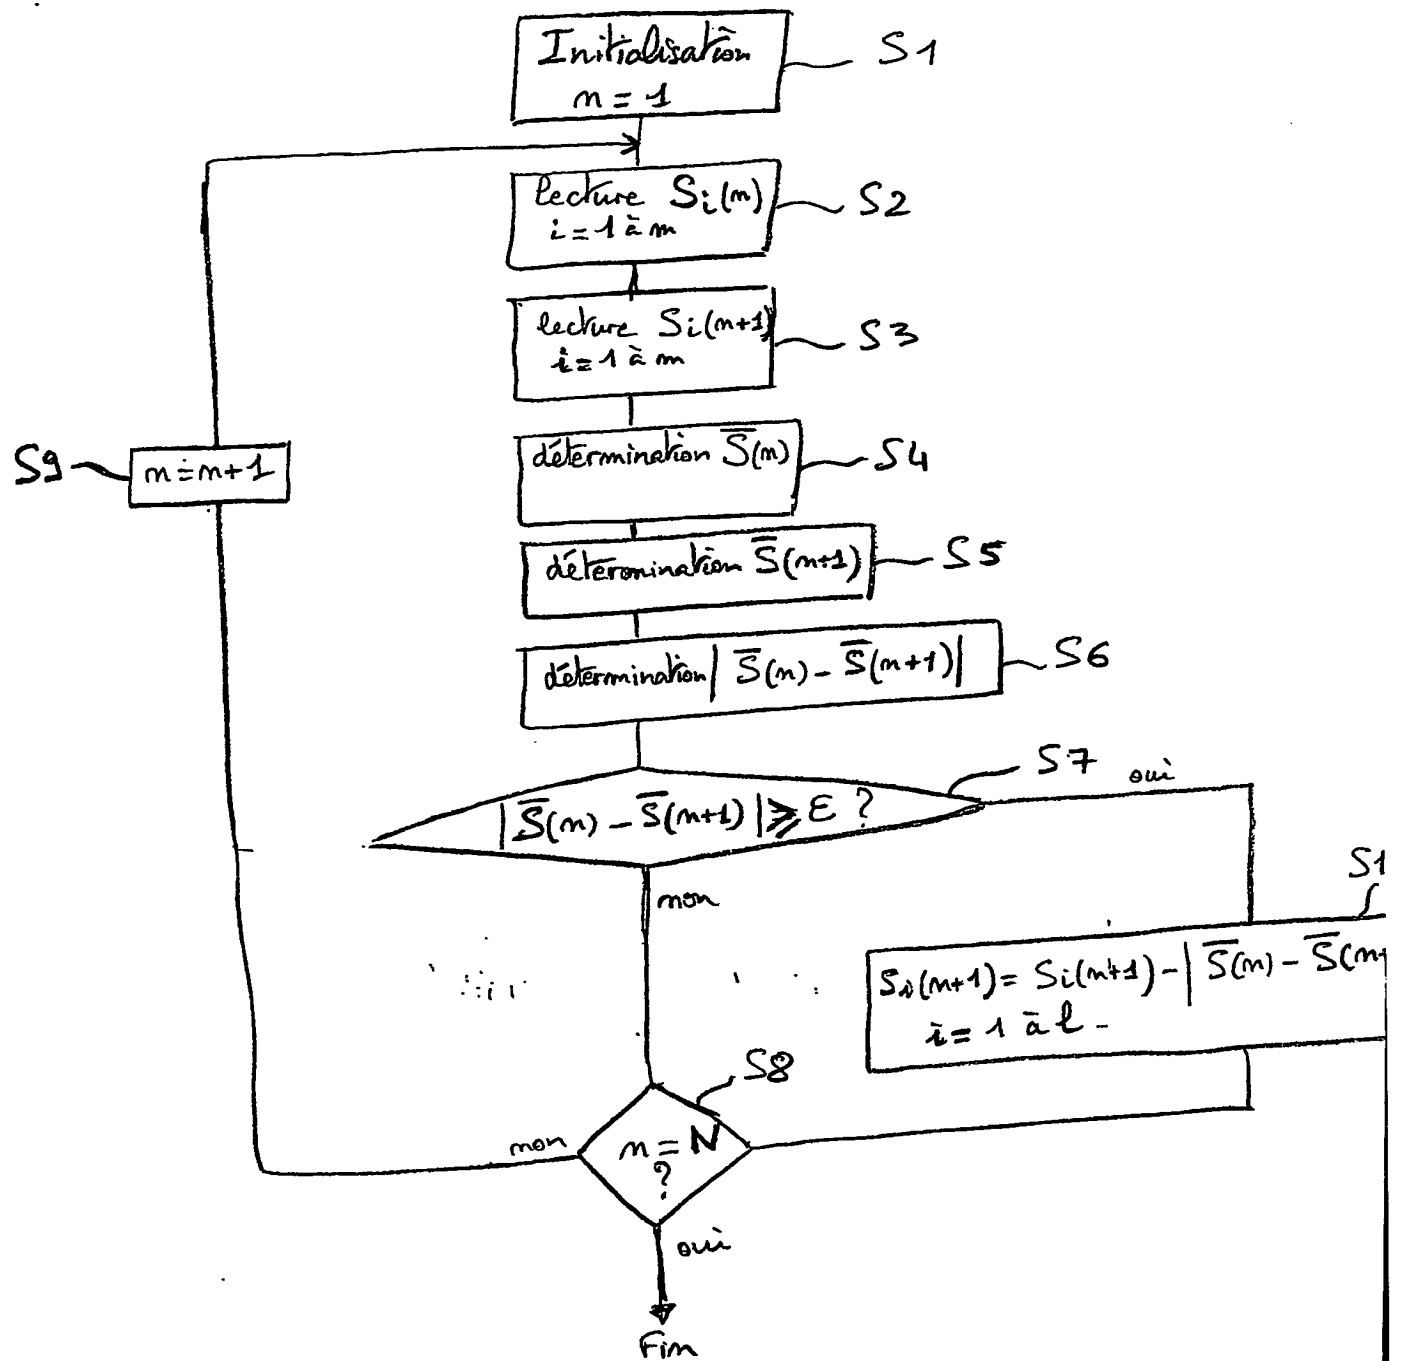 Initialisation
n = 1
S1
lecture Si(n)
i = 1 à m
S2
lecture Si(n+1)
i = 1 à m
S3
détermination S̅(n)
S4
S9
n = n+1
détermination S̅(n+1)
S5
détermination | S̅(n) - S̅(n+1)|
S6
S7
oui
| S̅(n) - S̅(n+1) | ⩾ ε ?
non
S1
Si(n+1) = Si(n+1) - | S̅(n) - S̅(n+
i = 1 à l -
S8
non
n = N
?
oui
Fin